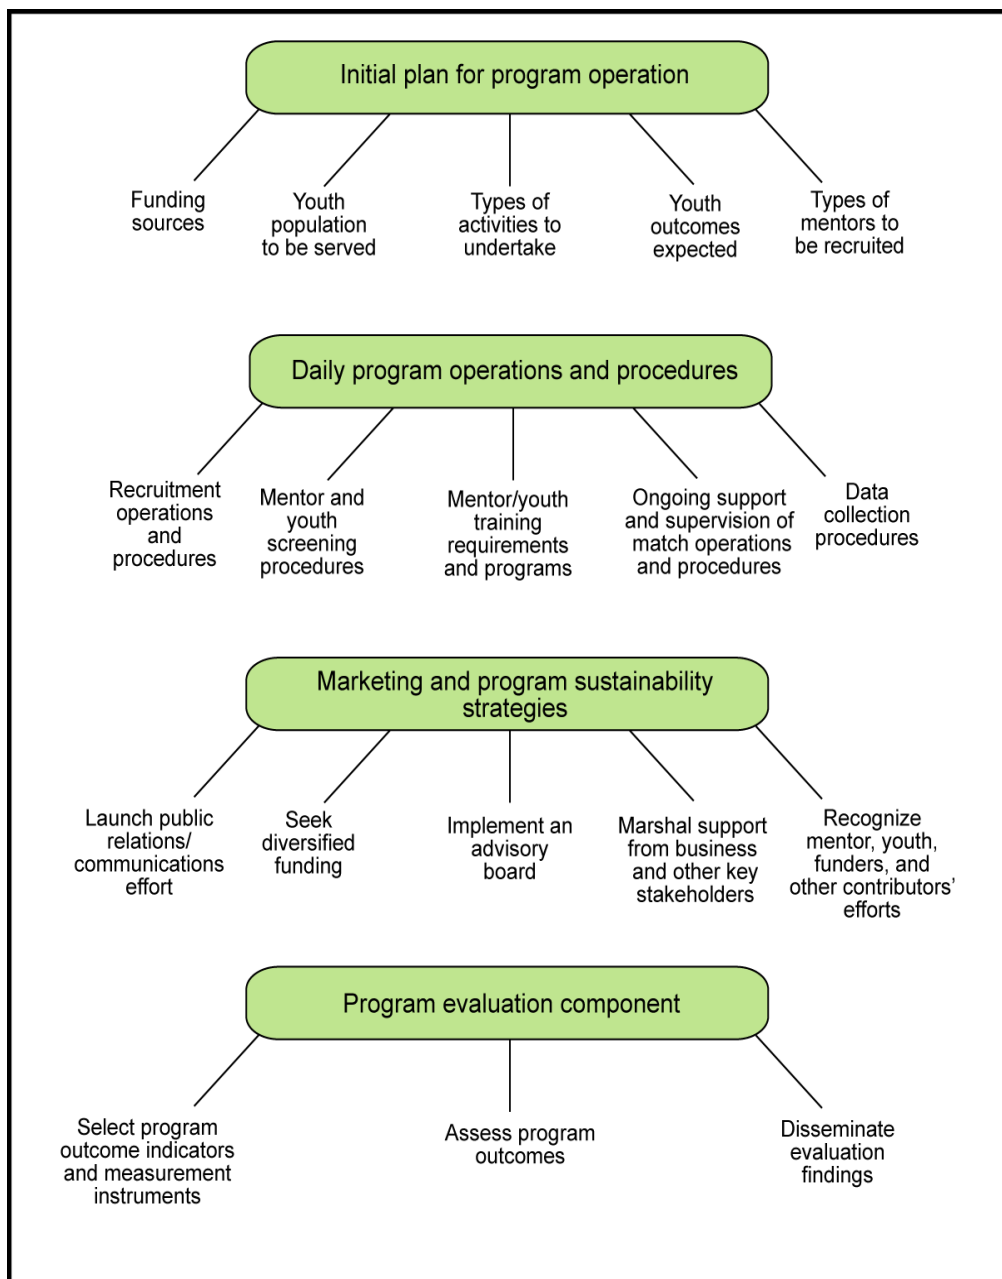 Initial plan for program operation
Funding
sources
Youth
population
to be served
Types of
activities to
undertake
Youth
outcomes
expected
Types of
mentors to
be recruited
Daily program operations and procedures
Recruitment
operations
and
procedures
Mentor and
youth
screening
procedures
Mentor/youth
training
requirements
and programs
Ongoing support
and supervision of
match operations
and procedures
Data
collection
procedures
Marketing and program sustainability
strategies
Launch public
relations/
communications
effort
Seek
diversified
funding
Implement an
advisory
board
Marshal support
from business
and other key
stakeholders
Recognize
mentor, youth,
funders, and
other contributors’
efforts
Program evaluation component
Select program
outcome indicators
and measurement
instruments
Assess program
outcomes
Disseminate
evaluation
findings